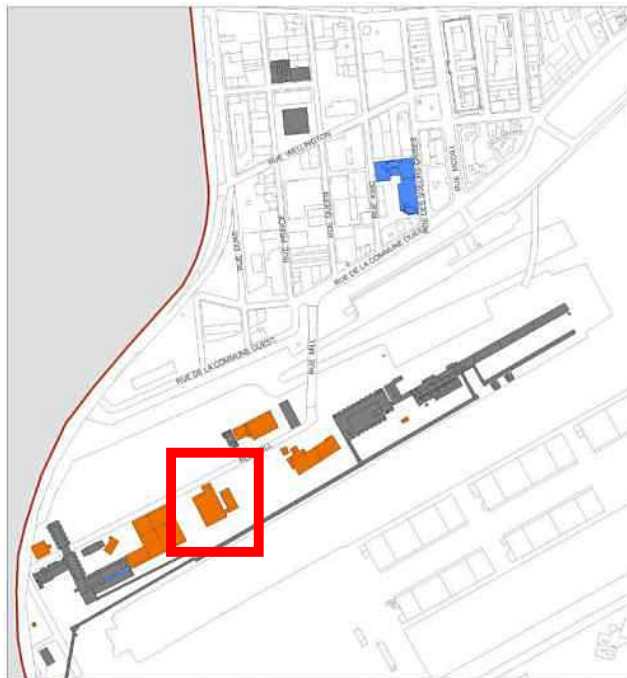 RUE WELLINGTON
RUE KING
RUE DES SOEURS GRISES
RUE MCGILL
RUE QUEEN
RUE PRINCE
RUE DUKE
RUE DE LA COMMUNE OUEST
RUE DE LA COMMUNE OUEST
RUE MILL